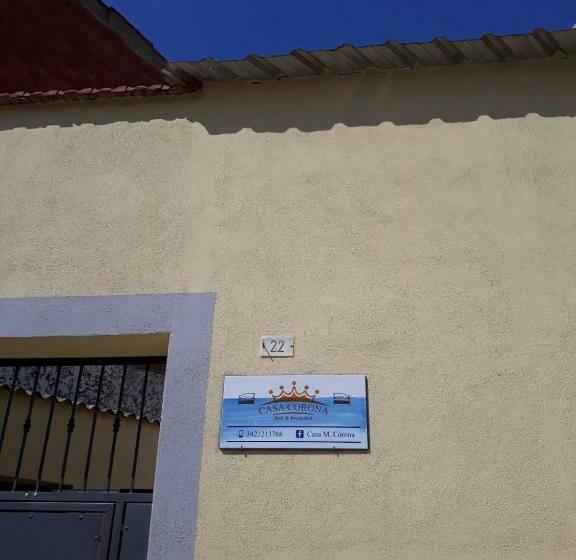 22
CASA CORONA
bed & breakfast
3421213768 Casa M. Corona